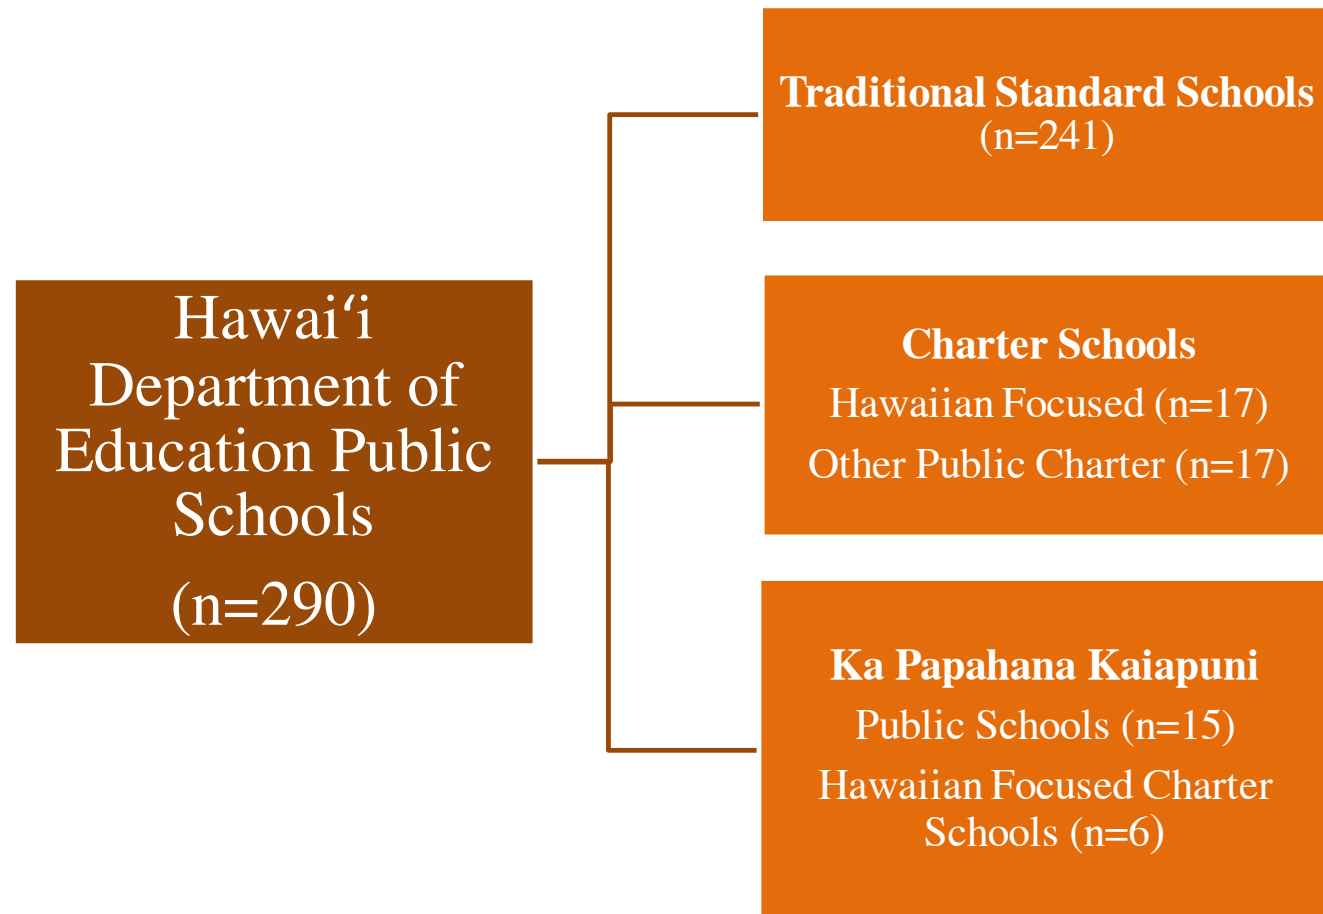 Hawaiʻi
Department of
Education Public
Schools
(n=290)
Traditional Standard Schools
(n=241)
Charter Schools
Hawaiian Focused (n=17)
Other Public Charter (n=17)
Ka Papahana Kaiapuni
Public Schools (n=15)
Hawaiian Focused Charter
Schools (n=6)